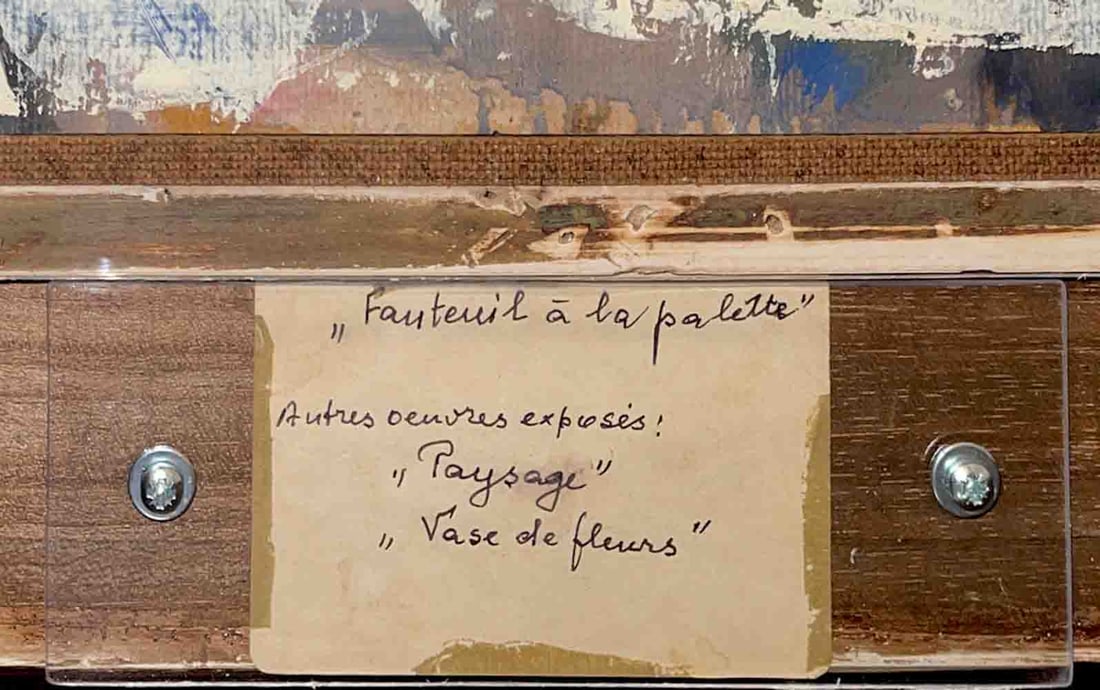 „Fauteuil à la palette”
Autres oeuvres exposés:
„Paysage”
„Vase de fleurs”